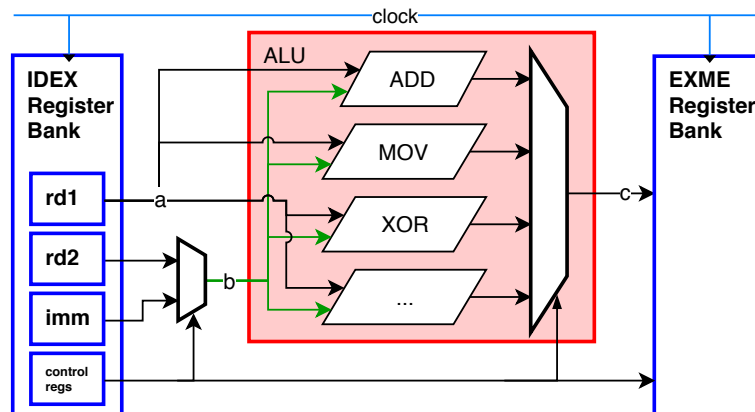 clock
IDEX
Register
Bank
ALU
ADD
EXME
Register
Bank
MOV
rd1
a
XOR
c
rd2
b
imm
...
control
regs